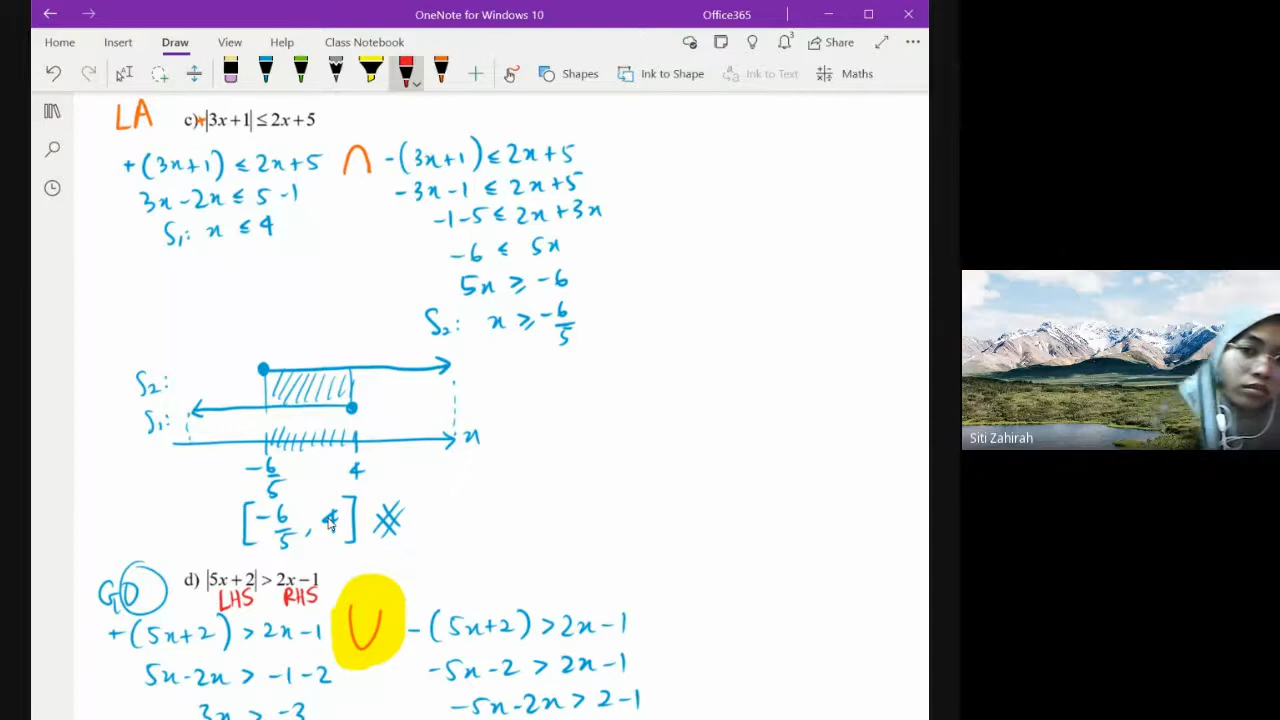 OneNote for Windows 10
Office365
Home Insert Draw View Help Class Notebook
Share
Shapes Ink to Shape Ink to Text Maths
LA c) |3x+1| ≤ 2x+5
+(3x+1) ≤ 2x+5 ∩ -(3x+1) ≤ 2x+5
3x-2x ≤ 5-1
-3x-1 ≤ 2x+5
S1: x ≤ 4
-1-5 ≤ 2x+3x
-6 ≤ 5x
5x ≥ -6
S2: x ≥ -6/5
S2:
S1:
x
-6/5 4
[-6/5, 4]
Siti Zahirah
GO d) |5x+2| > 2x-1
LHS RHS
+(5x+2) > 2x-1 U -(5x+2) > 2x-1
5x-2x > -1-2
-5x-2 > 2x-1
3x > -3
-5x-2x > 2-1